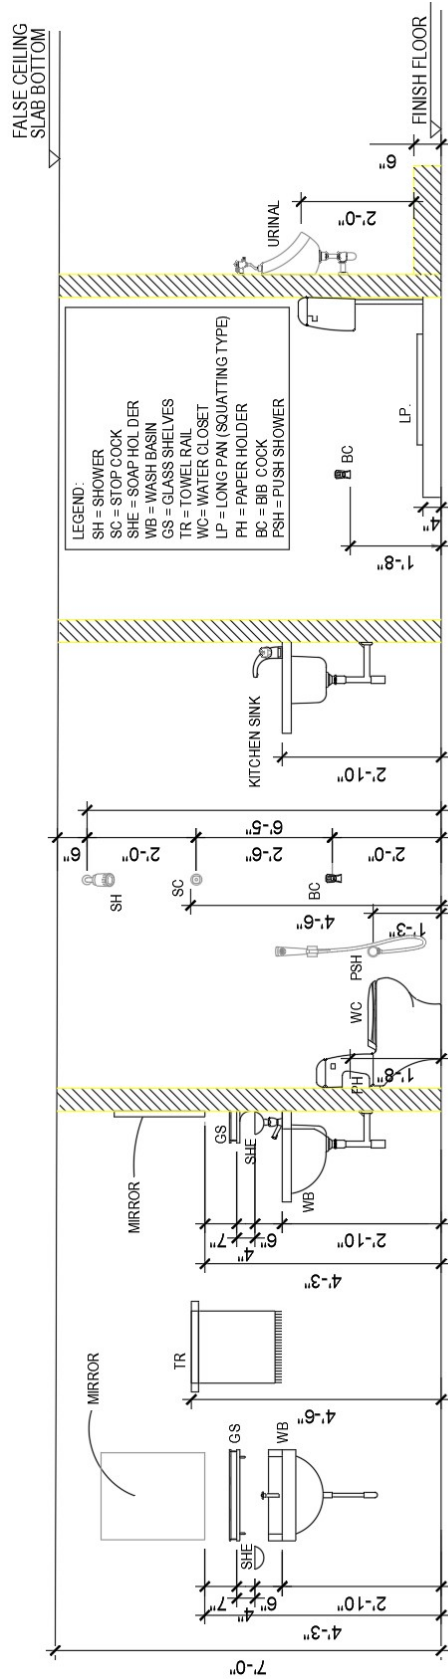 FALSE CEILING
SLAB BOTTOM
FINISH FLOOR
6"
2'-0"
URINAL
LEGEND:
SH = SHOWER
SC = STOP COCK
SHE = SOAP HOLDER
WB = WASH BASIN
GS = GLASS SHELVES
TR = TOWEL RAIL
WC = WATER CLOSET
LP = LONG PAN (SQUATTING TYPE)
PH = PAPER HOLDER
BC = BIB COCK
PSH = PUSH SHOWER
LP.
4"
BC
1'-8"
KITCHEN SINK
2'-10"
6'-5"
6"
2'-0"
2'-6"
2'-0"
SH
SC
BC
4'-6"
1'-3"
PSH
WC
PH
1'-8"
MIRROR
GS
SHE
WB
7"
4"
6"
2'-10"
4'-3"
TR
4'-6"
MIRROR
GS
WB
SHE
7"
4"
6"
2'-10"
4'-3"
7'-0"